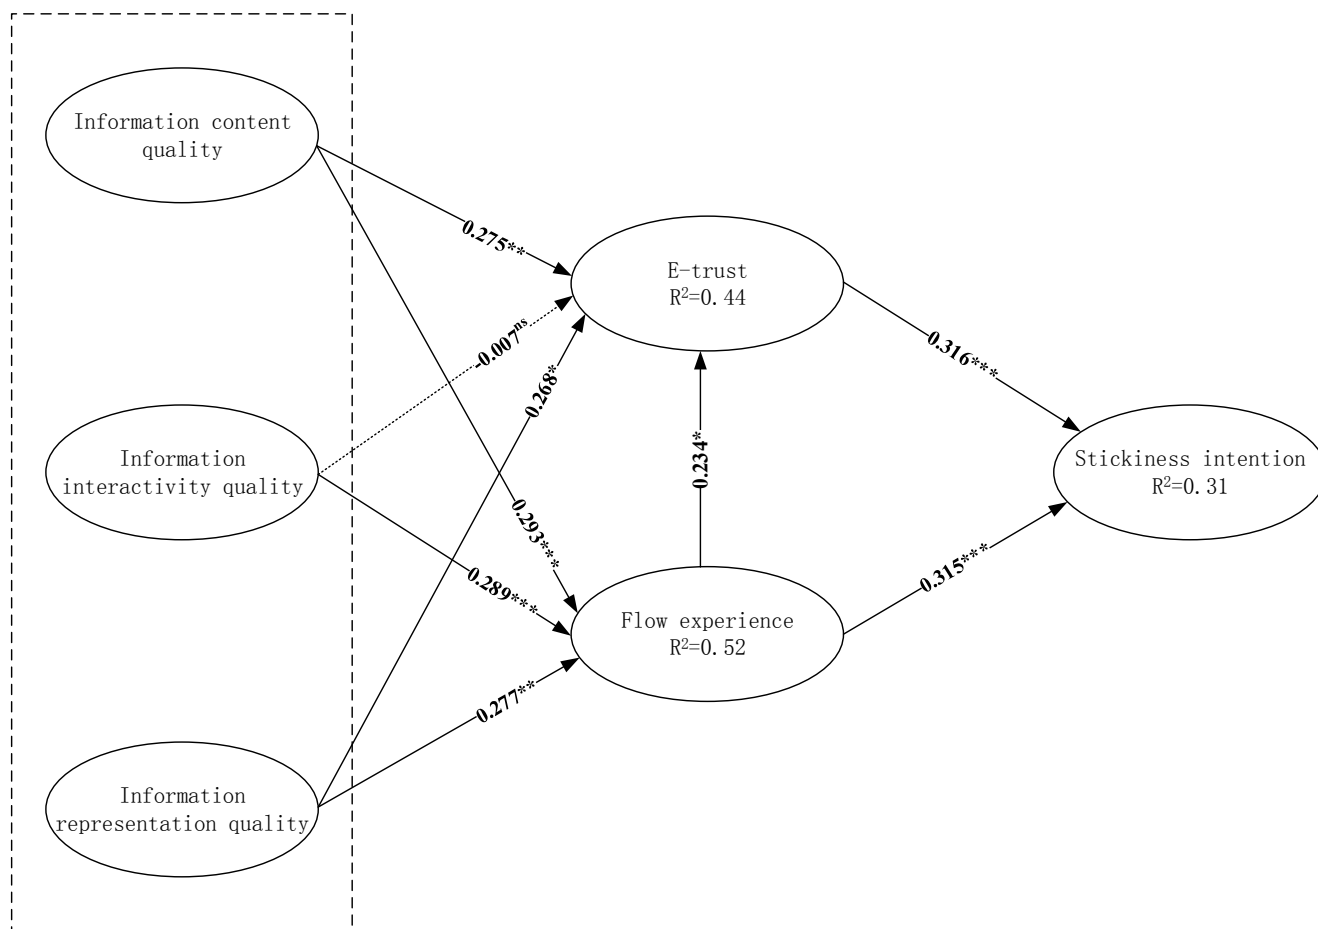 Information content
quality
0.275**
E-trust
R²=0.44
-0.007ns
0.316***
0.268*
0.234*
Information
interactivity quality
Stickiness intention
R²=0.31
0.293***
0.289***
0.315***
Flow experience
R²=0.52
0.277**
Information
representation quality